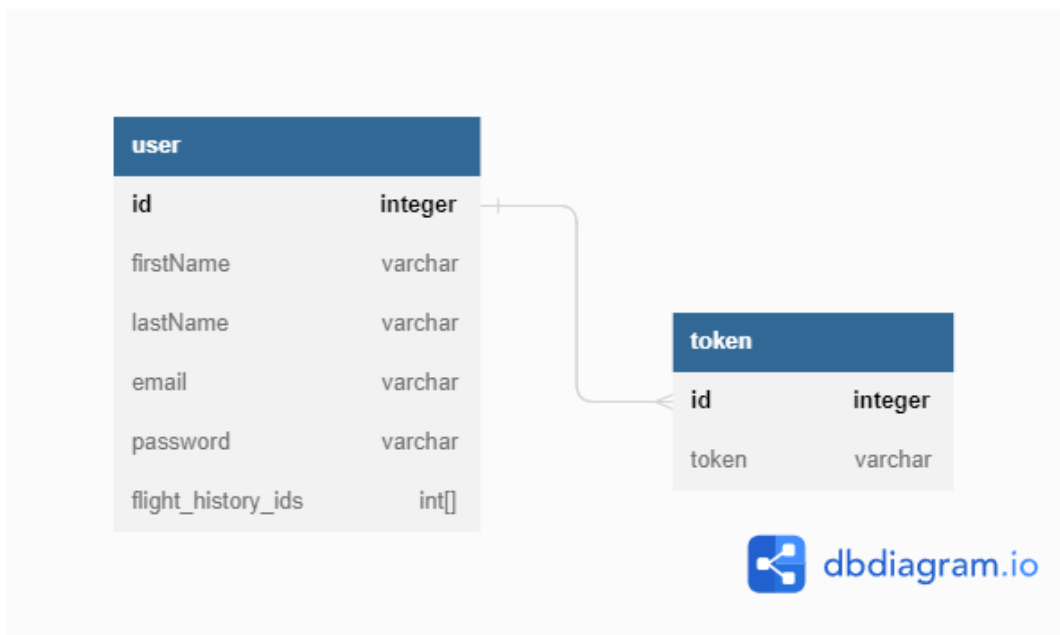 user
id integer
firstName varchar
lastName varchar
email varchar
password varchar
flight_history_ids int[]
token
id integer
token varchar
dbdiagram.io